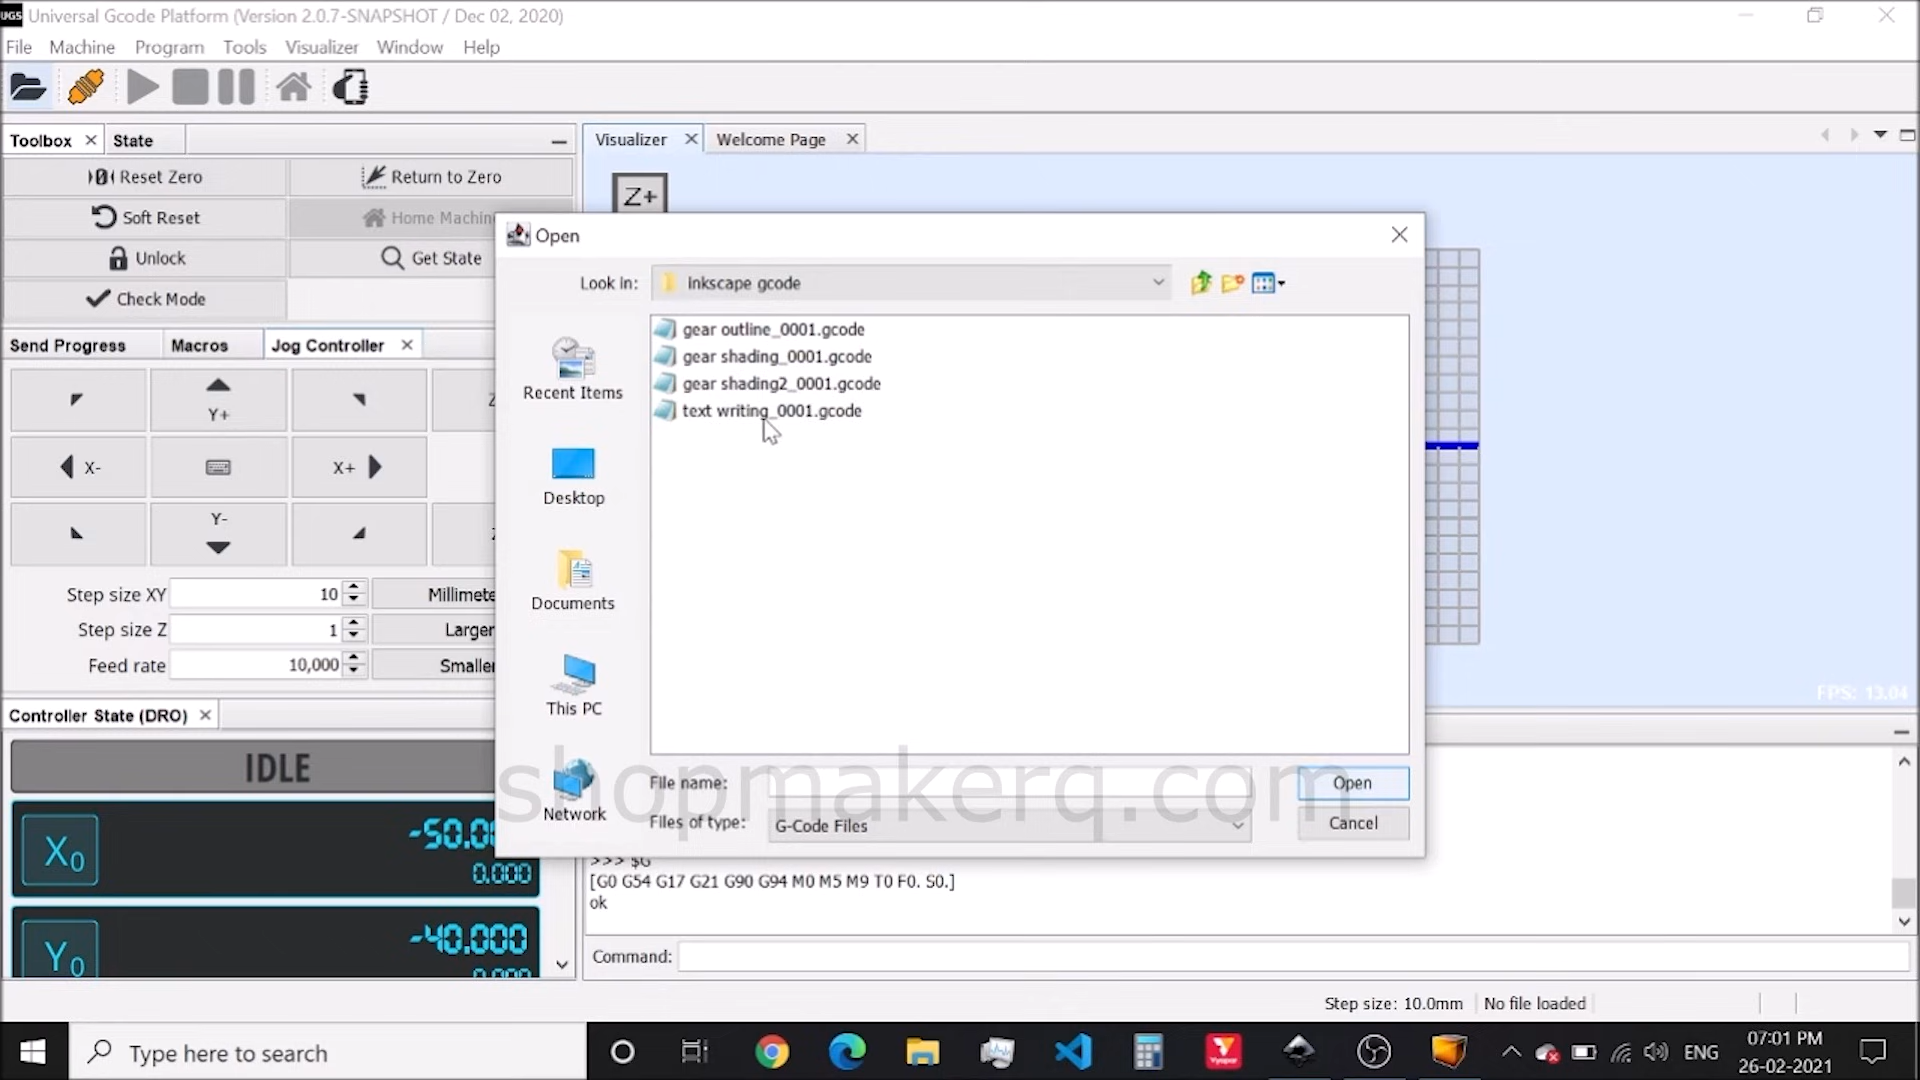 UGS Universal Gcode Platform (Version 2.0.7-SNAPSHOT / Dec 02, 2020)
File Machine Program Tools Visualizer Window Help
Toolbox State
Visualizer Welcome Page
Reset Zero Return to Zero
Z+
Soft Reset Home Machin
Unlock Get State
Check Mode
Open
Look In: Inkscape gcode
gear outline_0001.gcode
gear shading_0001.gcode
gear shading2_0001.gcode
text writing_0001.gcode
Recent Items
Desktop
Documents
This PC
Network
File name:
Open
Files of type: G-Code Files
Cancel
Send Progress Macros Jog Controller
Y+
X- X+
Y-
Step size XY 10 Millimete
Step size Z 1 Larger
Feed rate 10,000 Smaller
FPS: 13.04
Controller State (DRO)
IDLE
X0 -50.0
0.000
Y0 -40.000
0.000
shopmakerq.com
>>> $G
[G0 G54 G17 G21 G90 G94 M0 M5 M9 T0 F0. S0.]
ok
Command:
Step size: 10.0mm No file loaded
Type here to search
Vyapar
ENG
07:01 PM
26-02-2021